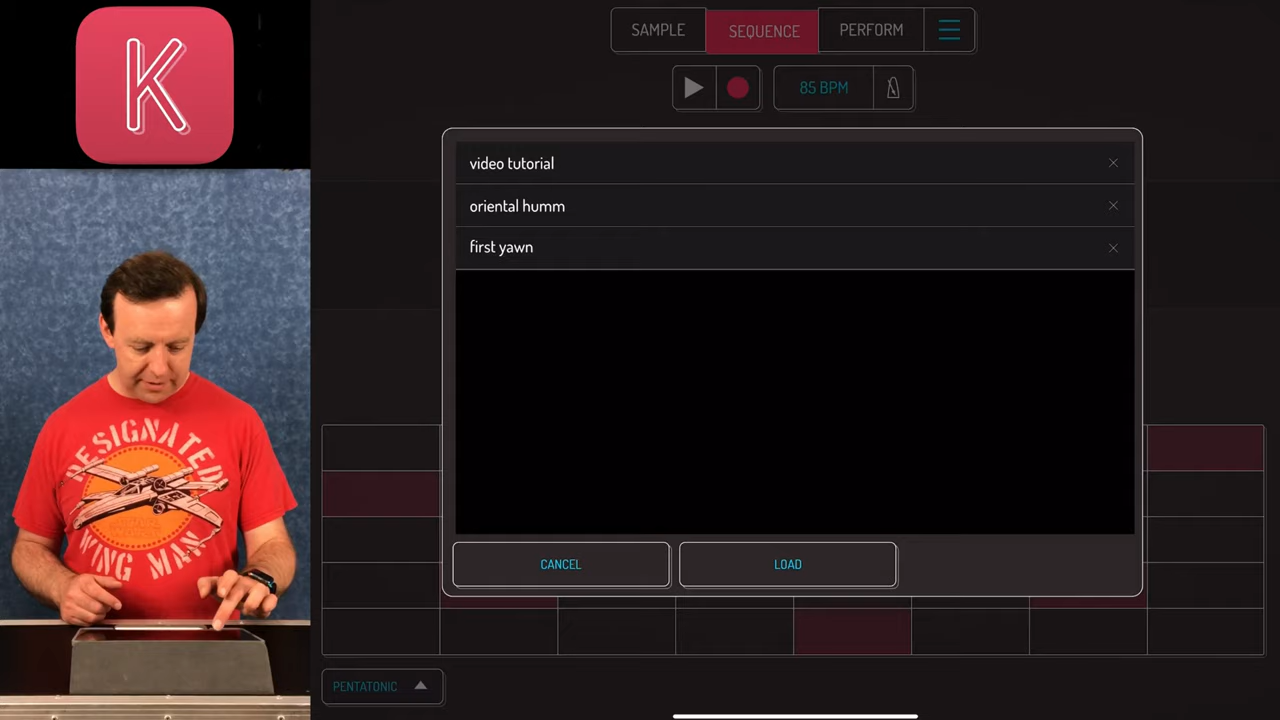 K
SAMPLE SEQUENCE PERFORM
85 BPM
video tutorial
oriental humm
first yawn
CANCEL LOAD
PENTATONIC
DESIGNATED
WING MAN